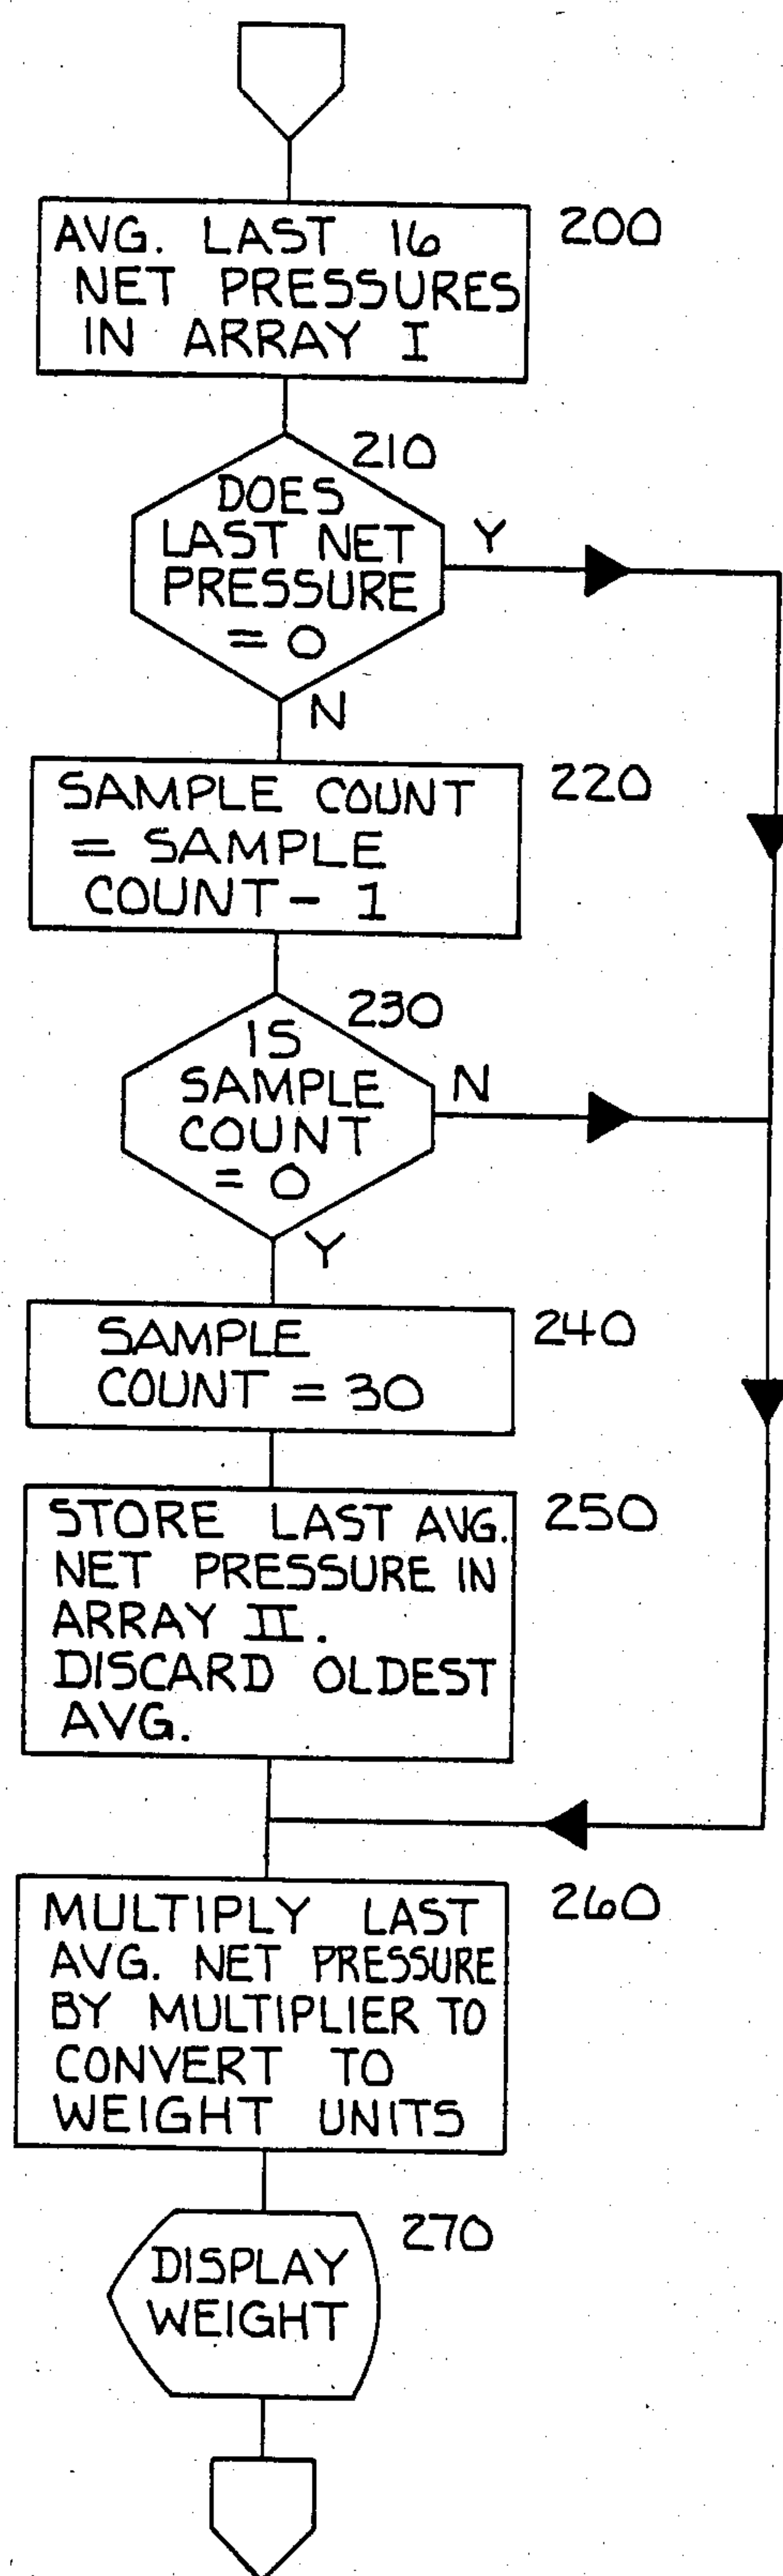 AVG. LAST 16
NET PRESSURES
IN ARRAY I
200
210
DOES
LAST NET
PRESSURE
= 0
Y
N
SAMPLE COUNT
= SAMPLE
COUNT - 1
220
230
IS
SAMPLE
COUNT
= 0
N
Y
SAMPLE
COUNT = 30
240
STORE LAST AVG.
NET PRESSURE IN
ARRAY II.
DISCARD OLDEST
AVG.
250
MULTIPLY LAST
AVG. NET PRESSURE
BY MULTIPLIER TO
CONVERT TO
WEIGHT UNITS
260
270
DISPLAY
WEIGHT